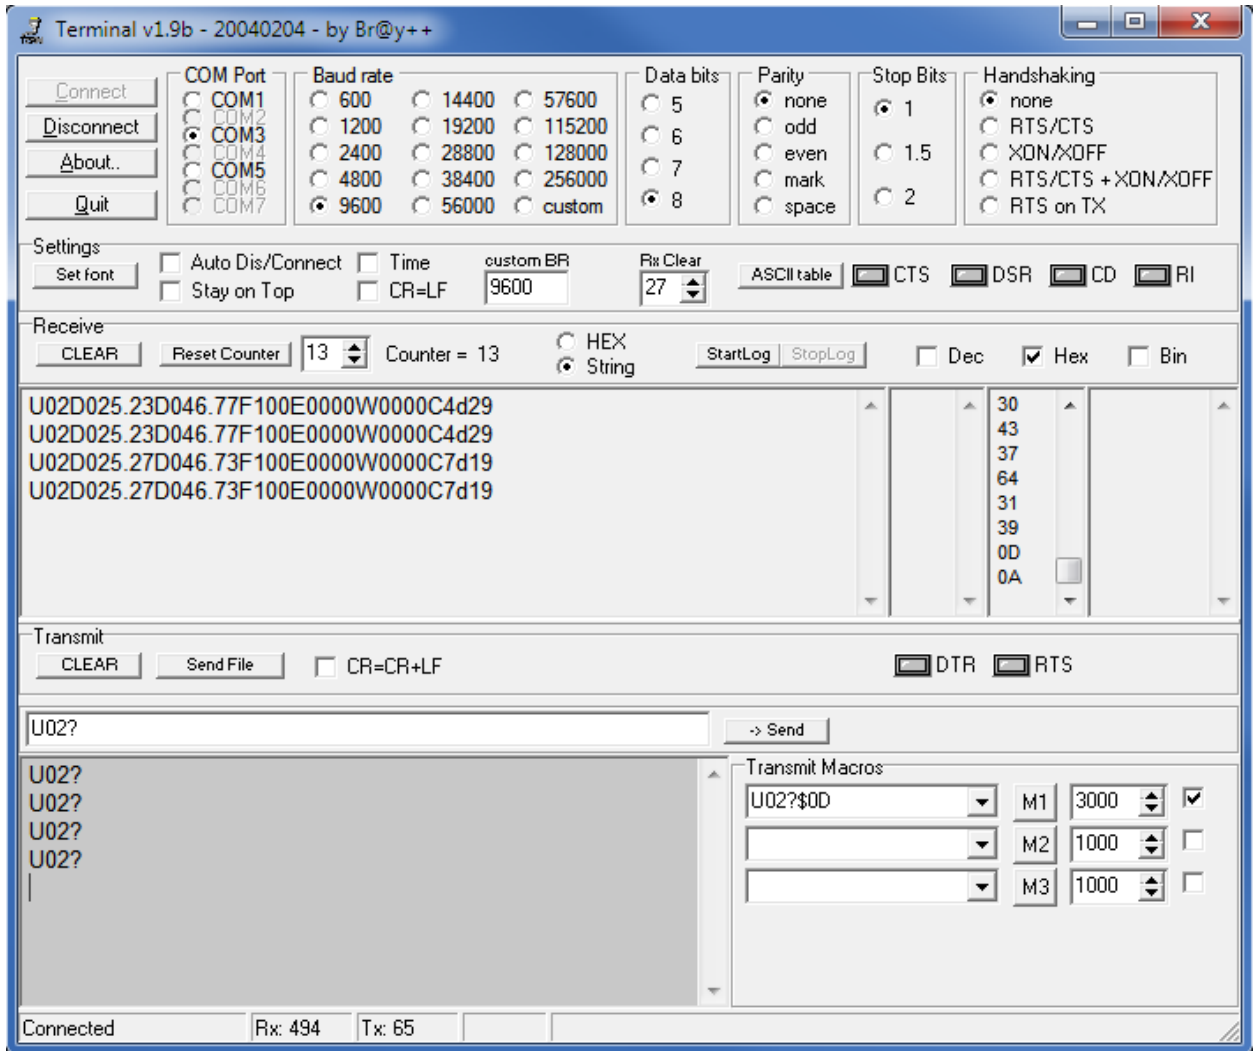 Terminal v1.9b - 20040204 - by Br@y++
Connect
Disconnect
About..
Quit
COM Port
COM1
COM2
COM3
COM4
COM5
COM6
COM7
Baud rate
600 14400 57600
1200 19200 115200
2400 28800 128000
4800 38400 256000
9600 56000 custom
Data bits
5
6
7
8
Parity
none
odd
even
mark
space
Stop Bits
1
1.5
2
Handshaking
none
RTS/CTS
XON/XOFF
RTS/CTS + XON/XOFF
RTS on TX
Settings
Set font
Auto Dis/Connect
Stay on Top
Time
CR=LF
custom BR
9600
Rx Clear
27
ASCII table
CTS
DSR
CD
RI
Receive
CLEAR
Reset Counter
13
Counter = 13
HEX
String
StartLog
StopLog
Dec
Hex
Bin
U02D025.23D046.77F100E0000W0000C4d29
U02D025.23D046.77F100E0000W0000C4d29
U02D025.27D046.73F100E0000W0000C7d19
U02D025.27D046.73F100E0000W0000C7d19
30
43
37
64
31
39
0D
0A
Transmit
CLEAR
Send File
CR=CR+LF
DTR
RTS
U02?
-> Send
U02?
U02?
U02?
U02?
Transmit Macros
U02?$0D M1 3000
M2 1000
M3 1000
Connected
Rx: 494
Tx: 65